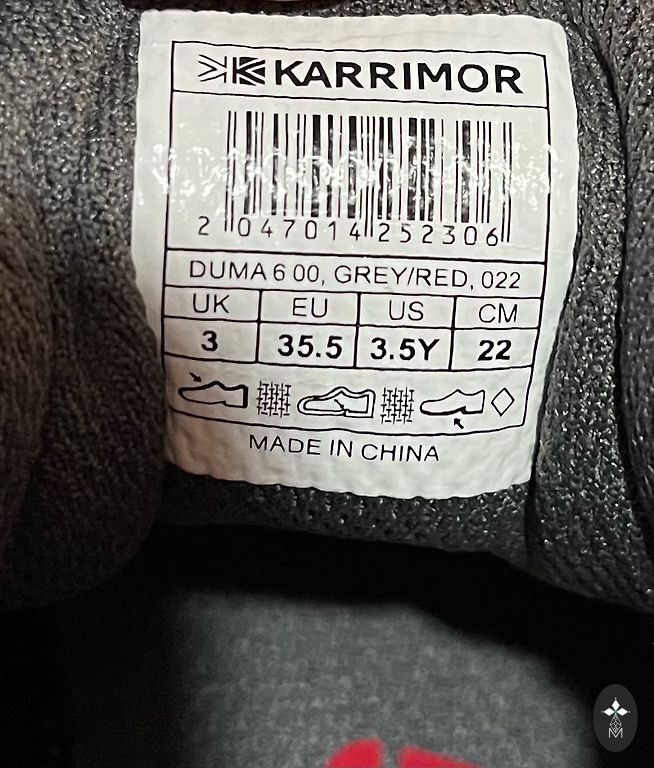 KARRIMOR
2 047014 252306
DUMA 6 00, GREY/RED, 022
UK EU US CM
3 35.5 3.5Y 22
MADE IN CHINA
M